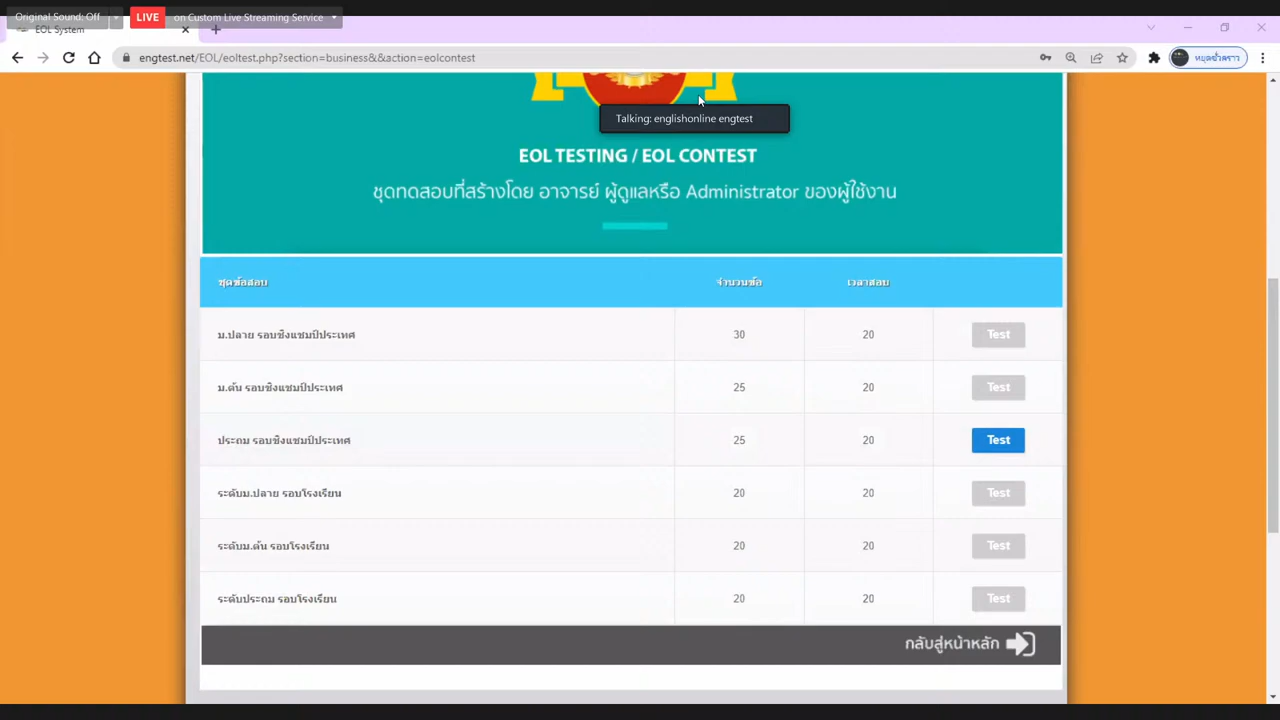 Original Sound: Off
LIVE on Custom Live Streaming Service
EOL System
engtest.net/EOL/eoltest.php?section=business&&action=eolcontest
หยุดชั่วคราว
Talking: englishonline engtest
EOL TESTING / EOL CONTEST
ชุดทดสอบที่สร้างโดย อาจารย์ ผู้ดูแลหรือ Administrator ของผู้ใช้งาน
ชุดข้อสอบ จำนวนข้อ เวลาสอบ
ม.ปลาย รอบชิงแชมป์ประเทศ 30 20 Test
ม.ต้น รอบชิงแชมป์ประเทศ 25 20 Test
ประถม รอบชิงแชมป์ประเทศ 25 20 Test
ระดับม.ปลาย รอบโรงเรียน 20 20 Test
ระดับม.ต้น รอบโรงเรียน 20 20 Test
ระดับประถม รอบโรงเรียน 20 20 Test
กลับสู่หน้าหลัก